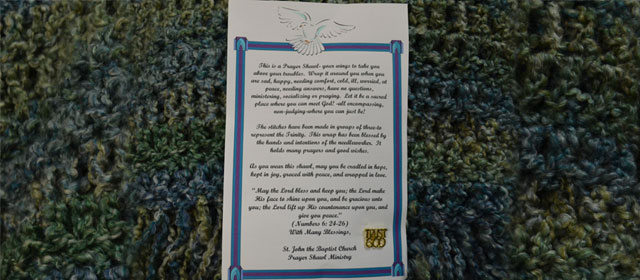 This is a Prayer Shawl- your wings to take you
above your troubles. Wrap it around you when you
are sad, happy, needing comfort, cold, ill, worried, at
peace, needing answers, have no questions,
ministering, socializing or praying. Let it be a sacred
place where you can meet God! -all encompassing,
non-judging-where you can just be!
The stitches have been made in groups of three to
represent the Trinity. This wrap has been blessed by
the hands and intentions of the needleworker. It
holds many prayers and good wishes.
As you wear this shawl, may you be cradled in hope,
kept in joy, graced with peace, and wrapped in love.
"May the Lord bless and keep you; the Lord make
His face to shine upon you, and be gracious unto
you; the Lord lift up His countenance upon you, and
give you peace."
(Numbers 6: 24-26)
With Many Blessings,
TRUST
GOD
St. John the Baptist Church
Prayer Shawl Ministry